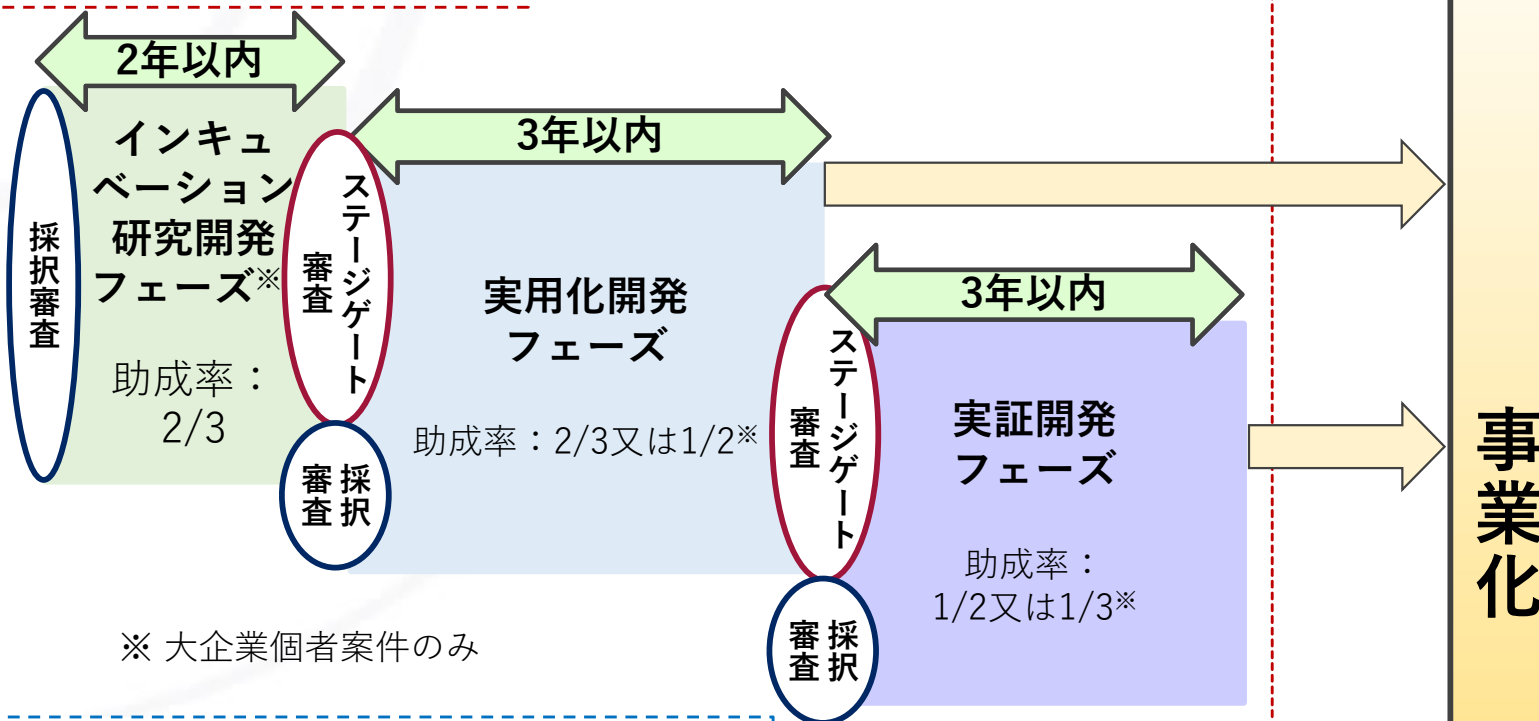 2年以内
採択審査
インキュ
ベーション
研究開発
フェーズ※
助成率：
2/3
ステージゲート
審査
採択
審査
3年以内
実用化開発
フェーズ
助成率：2/3又は1/2※
ステージゲート
審査
採択
審査
3年以内
実証開発
フェーズ
助成率：
1/2又は1/3※
事業化
※ 大企業個者案件のみ